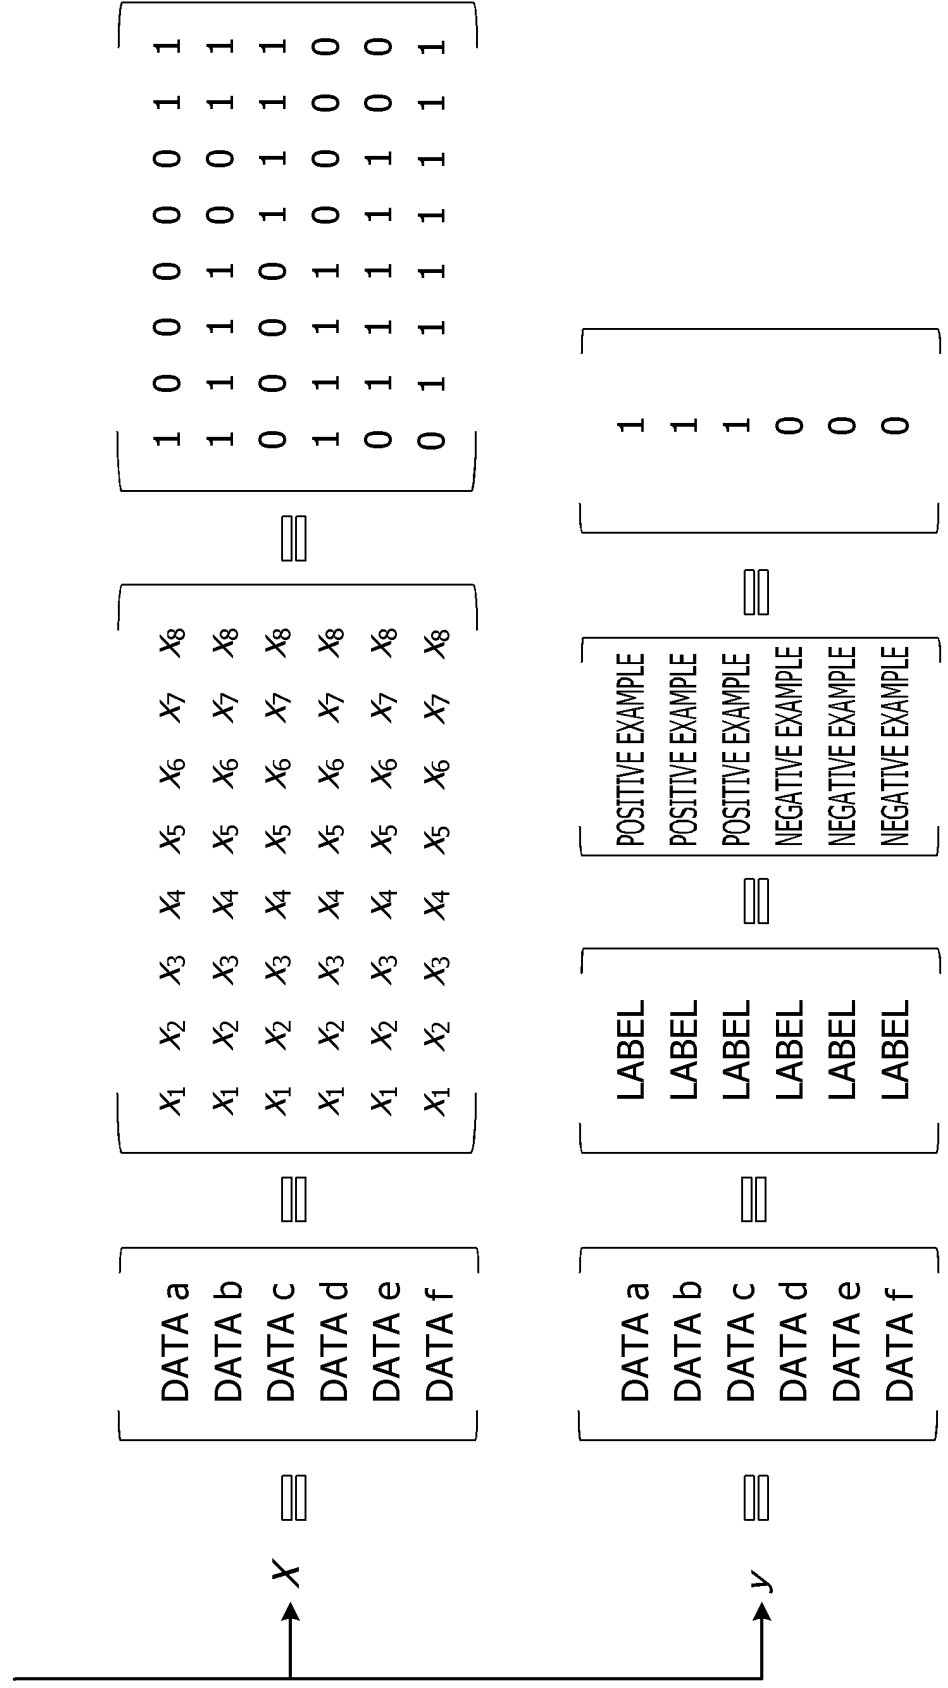 DATA a x1 x2 x3 x4 x5 x6 x7 x8 1 0 0 0 0 0 1 1
DATA b x1 x2 x3 x4 x5 x6 x7 x8 1 1 1 1 0 0 1 1
DATA c x1 x2 x3 x4 x5 x6 x7 x8 0 0 0 0 1 1 1 1
X = = =
DATA d x1 x2 x3 x4 x5 x6 x7 x8 1 1 1 1 0 0 0 0
DATA e x1 x2 x3 x4 x5 x6 x7 x8 0 1 1 1 1 1 0 0
DATA f x1 x2 x3 x4 x5 x6 x7 x8 0 1 1 1 1 1 1 1
DATA a LABEL POSITIVE EXAMPLE 1
DATA b LABEL POSITIVE EXAMPLE 1
DATA c LABEL POSITIVE EXAMPLE 1
y = = = =
DATA d LABEL NEGATIVE EXAMPLE 0
DATA e LABEL NEGATIVE EXAMPLE 0
DATA f LABEL NEGATIVE EXAMPLE 0